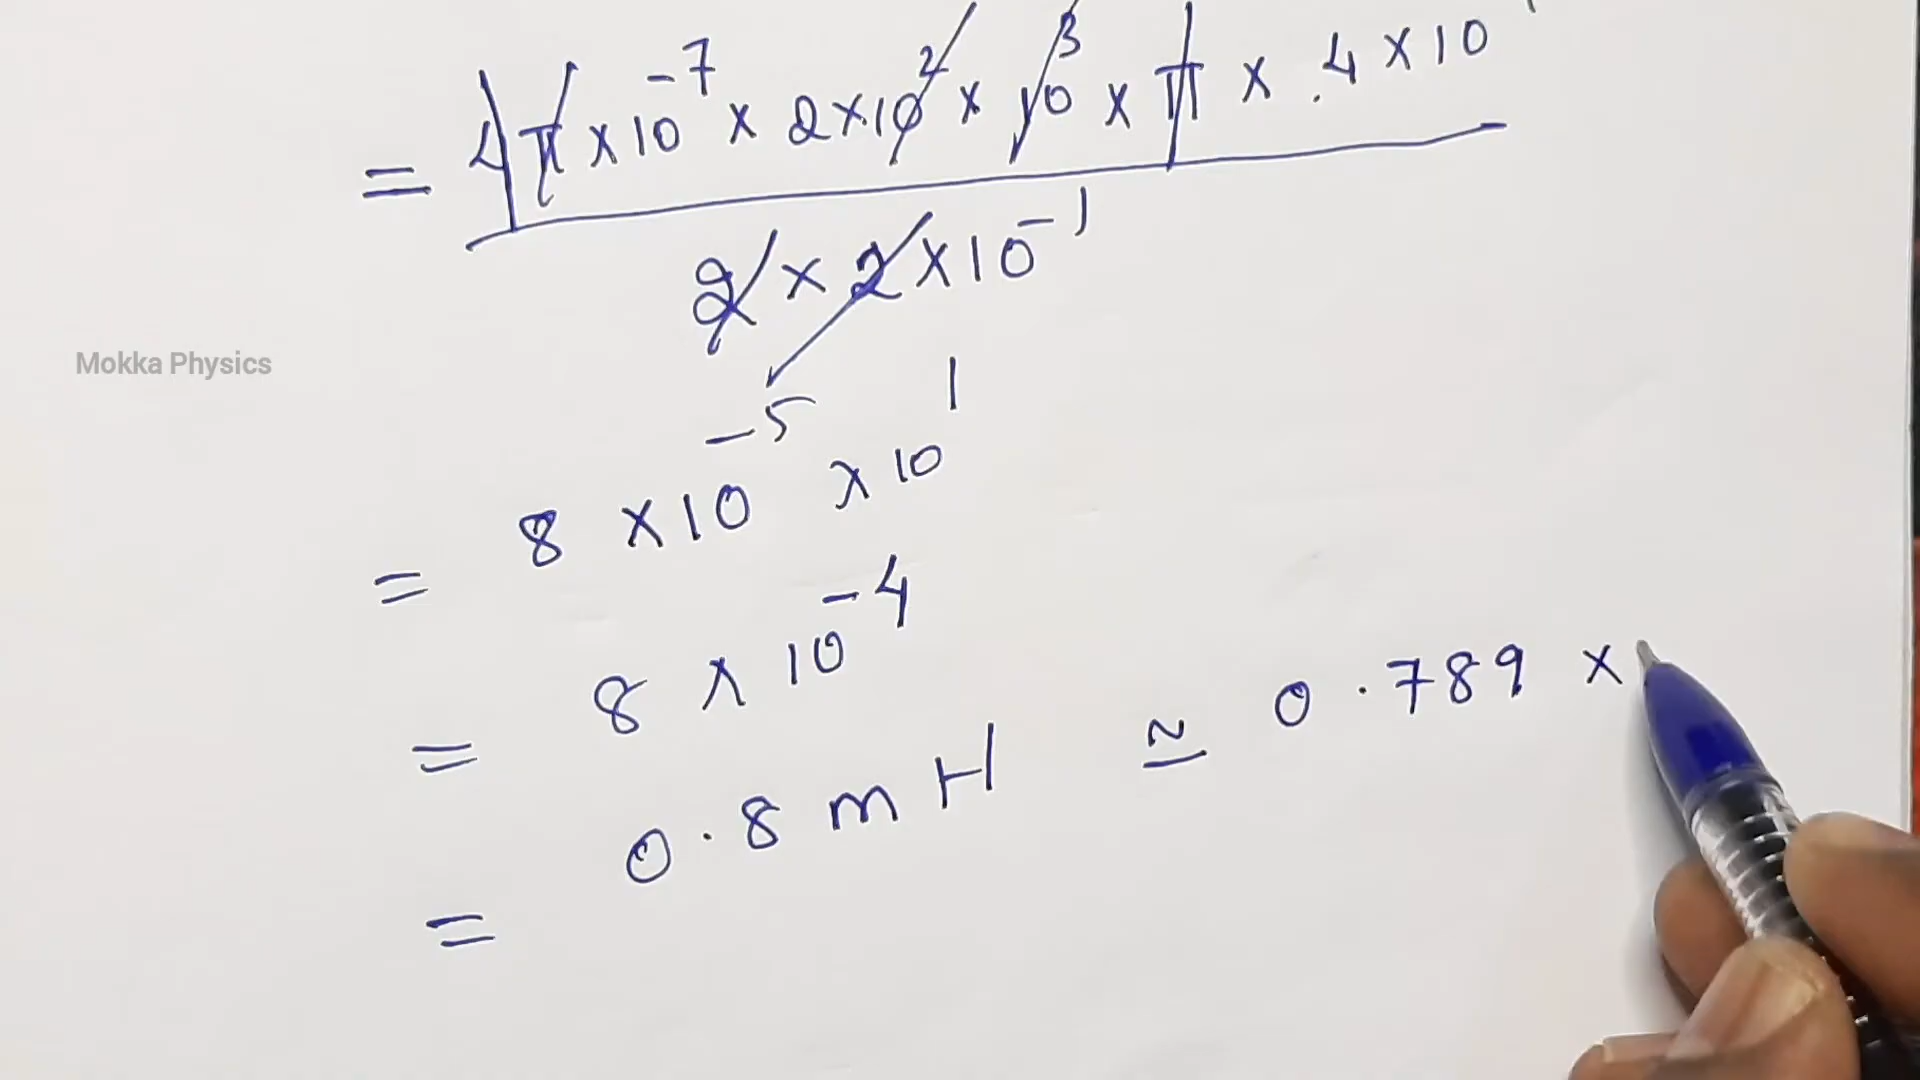 = 4π × 10⁻⁷ × 2 × 10² × 10³ × π × .4 × 10
2 × 2 × 10⁻¹
Mokka Physics
= 8 × 10⁻⁵ × 10¹
= 8 × 10⁻⁴
= 0.8 mH ≃ 0.789 ×